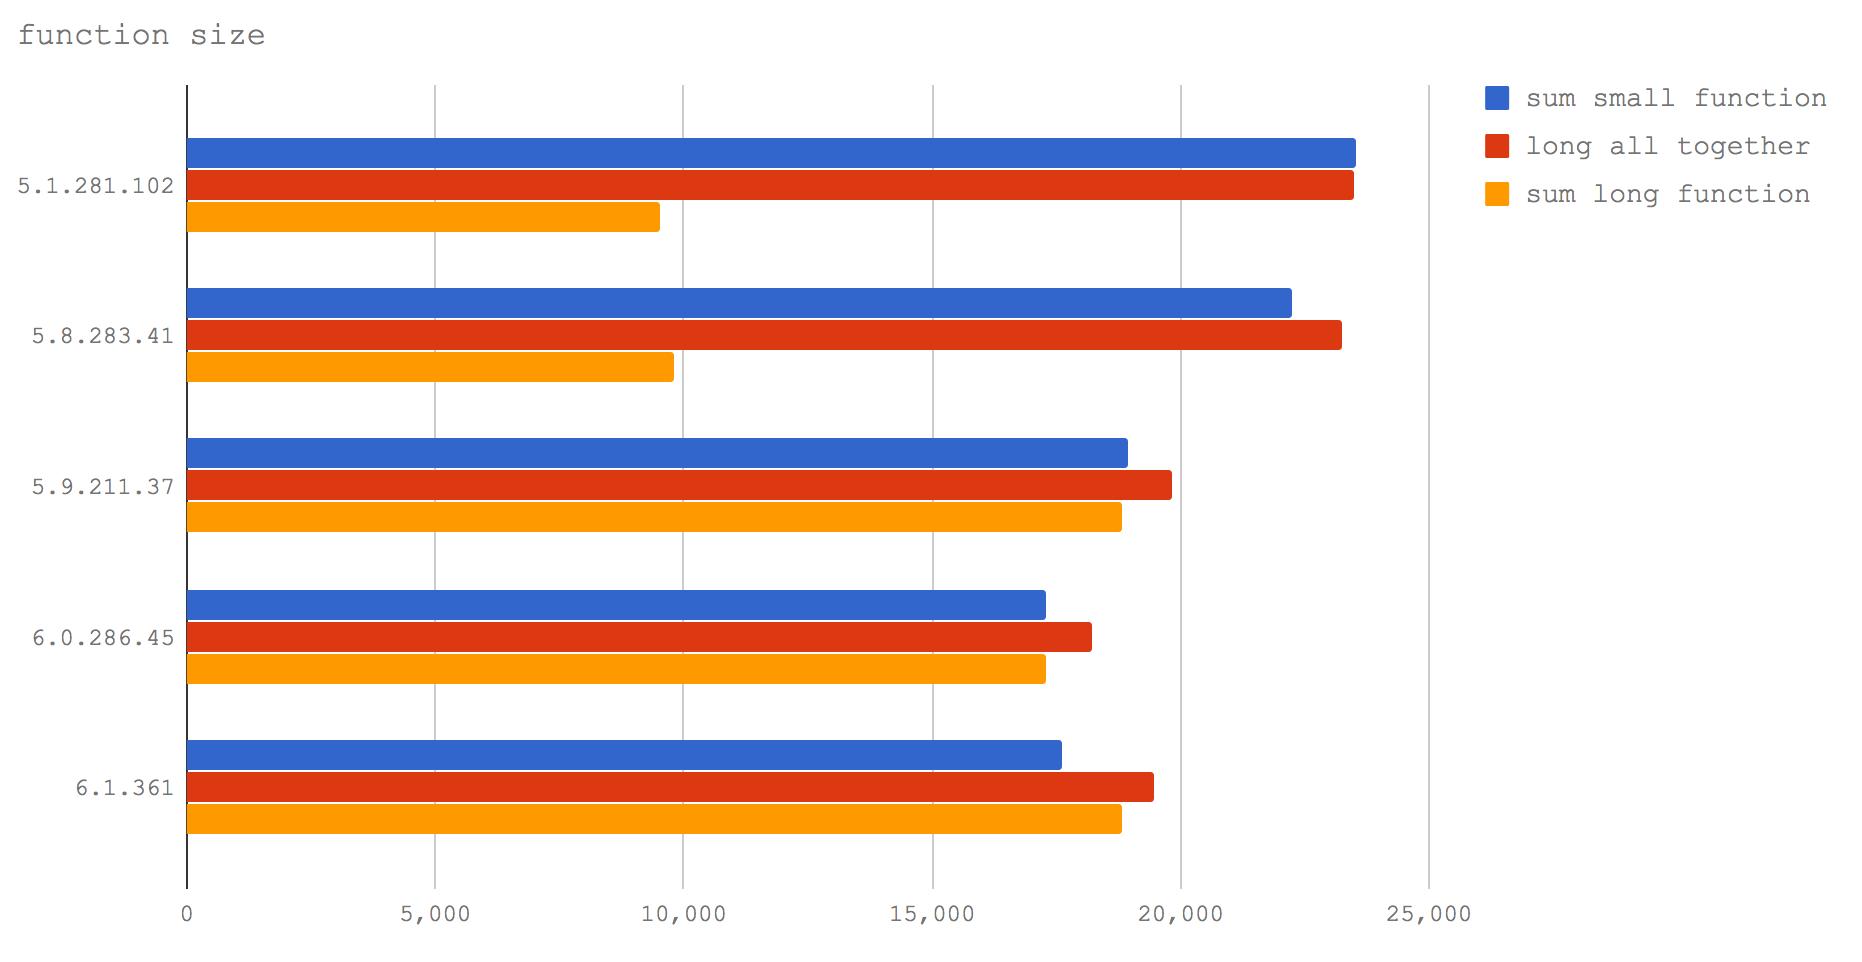 function size
sum small function
long all together
sum long function
5.1.281.102
5.8.283.41
5.9.211.37
6.0.286.45
6.1.361
0 5,000 10,000 15,000 20,000 25,000